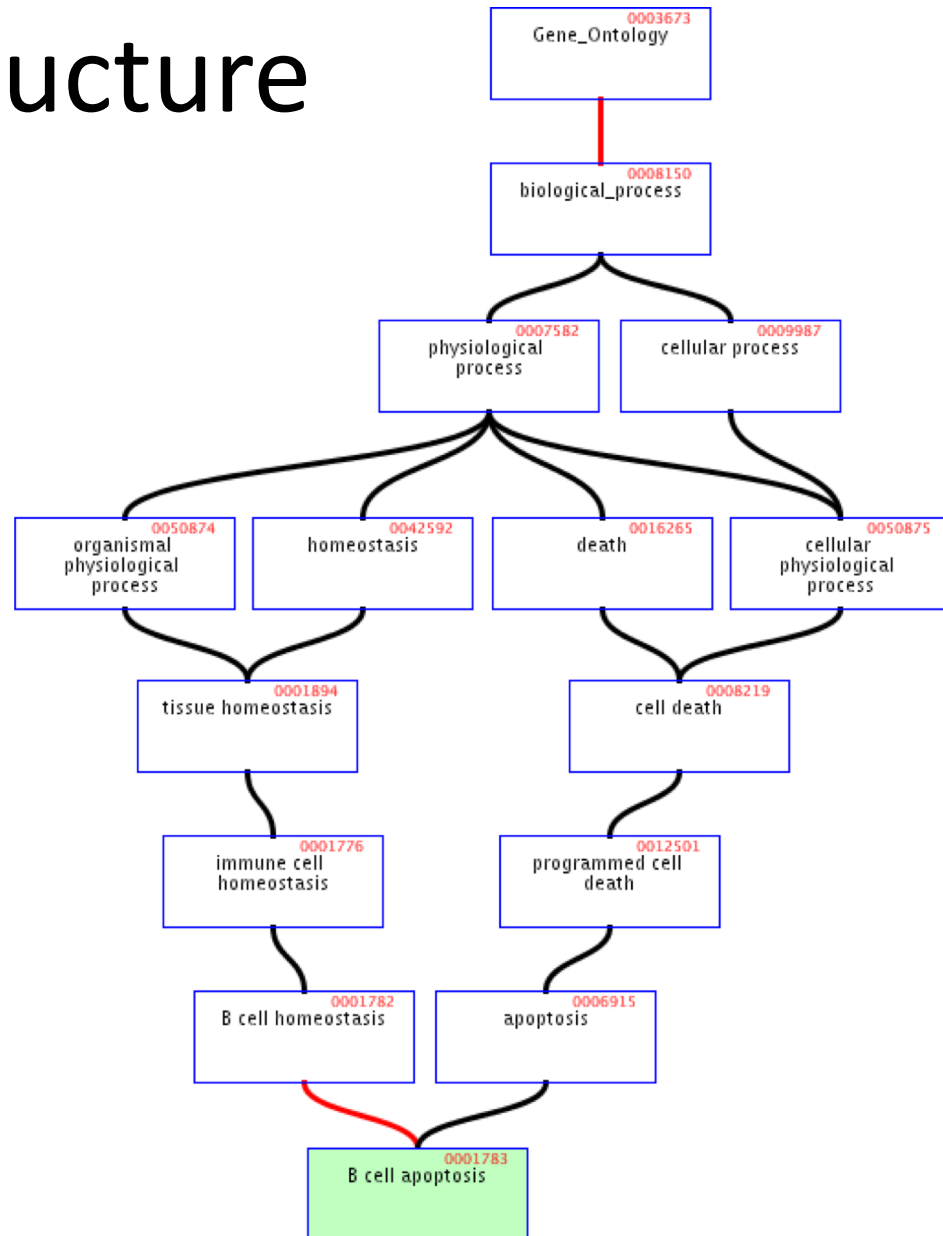 ucture
0003673
Gene_Ontology
0008150
biological_process
0007582
physiological
process
0009987
cellular process
0050874
organismal
physiological
process
0042592
homeostasis
0016265
death
0050875
cellular
physiological
process
0001894
tissue homeostasis
0008219
cell death
0001776
immune cell
homeostasis
0012501
programmed cell
death
0001782
B cell homeostasis
0006915
apoptosis
0001783
B cell apoptosis